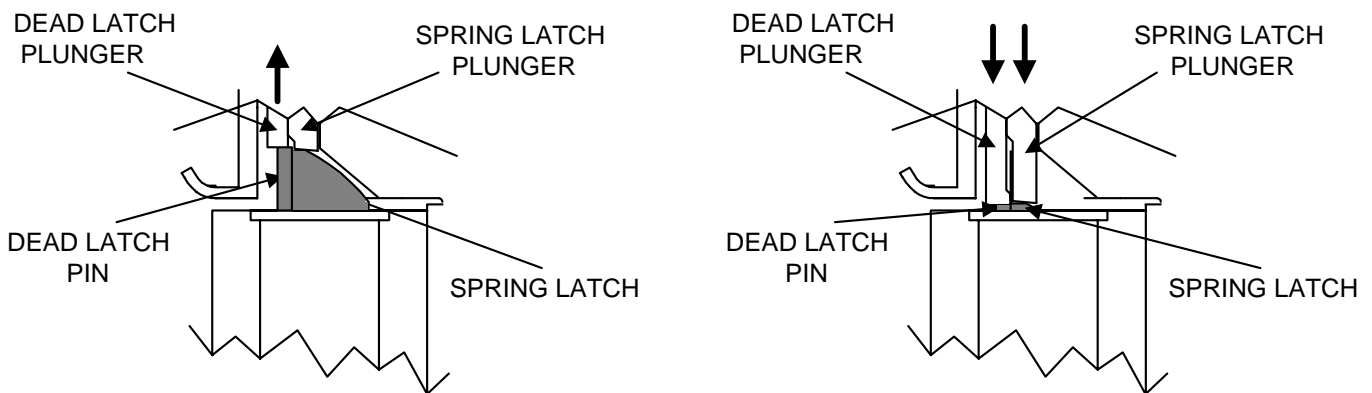 DEAD LATCH
PLUNGER
SPRING LATCH
PLUNGER
DEAD LATCH
PIN
SPRING LATCH
DEAD LATCH
PLUNGER
SPRING LATCH
PLUNGER
DEAD LATCH
PIN
SPRING LATCH